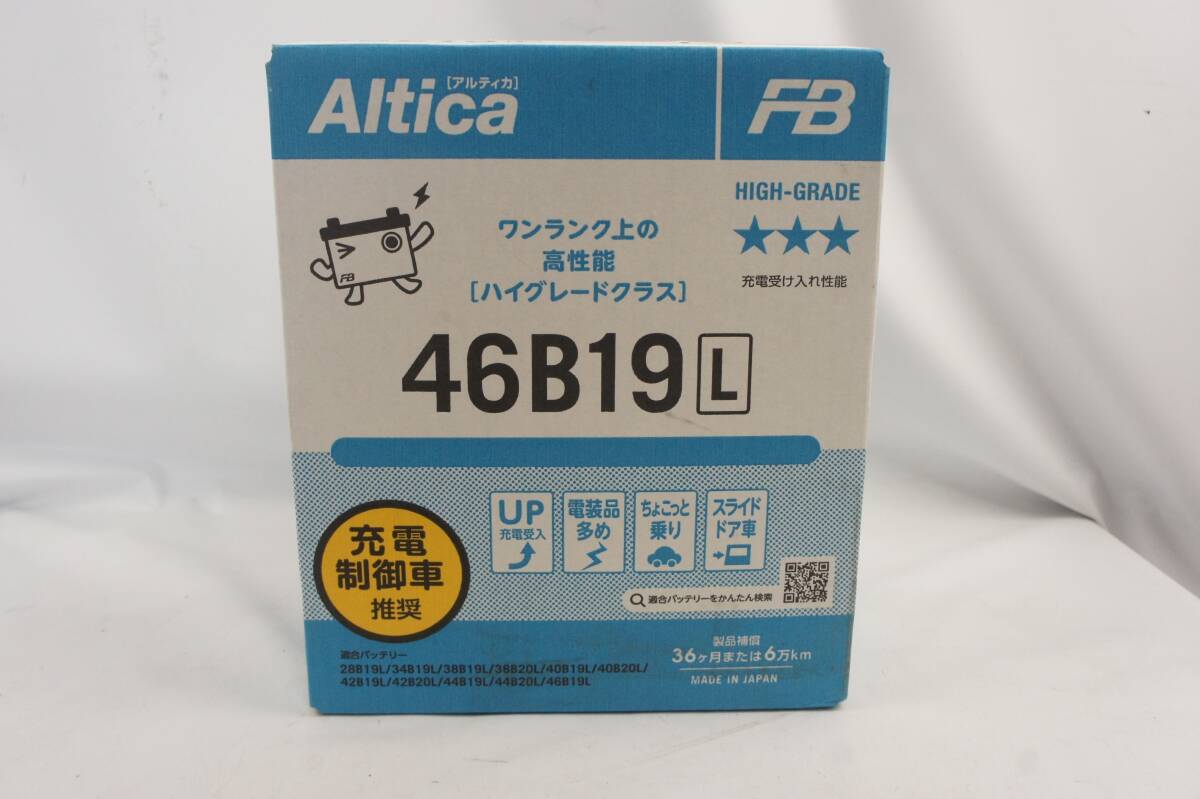 Altica
[アルティカ]
FB
HIGH-GRADE
★★★
充電受け入れ性能
FB
ワンランク上の
高性能
[ハイグレードクラス]
46B19L
UP
充電受入
電装品
多め
ちょこっと
乗り
スライド
ドア車
充電
制御車
推奨
適合バッテリーをかんたん検索
適合バッテリー
28B19L/34B19L/38B19L/38B20L/40B19L/40B20L/
42B19L/42B20L/44B19L/44B20L/46B19L
製品補償
36ヶ月または6万km
MADE IN JAPAN